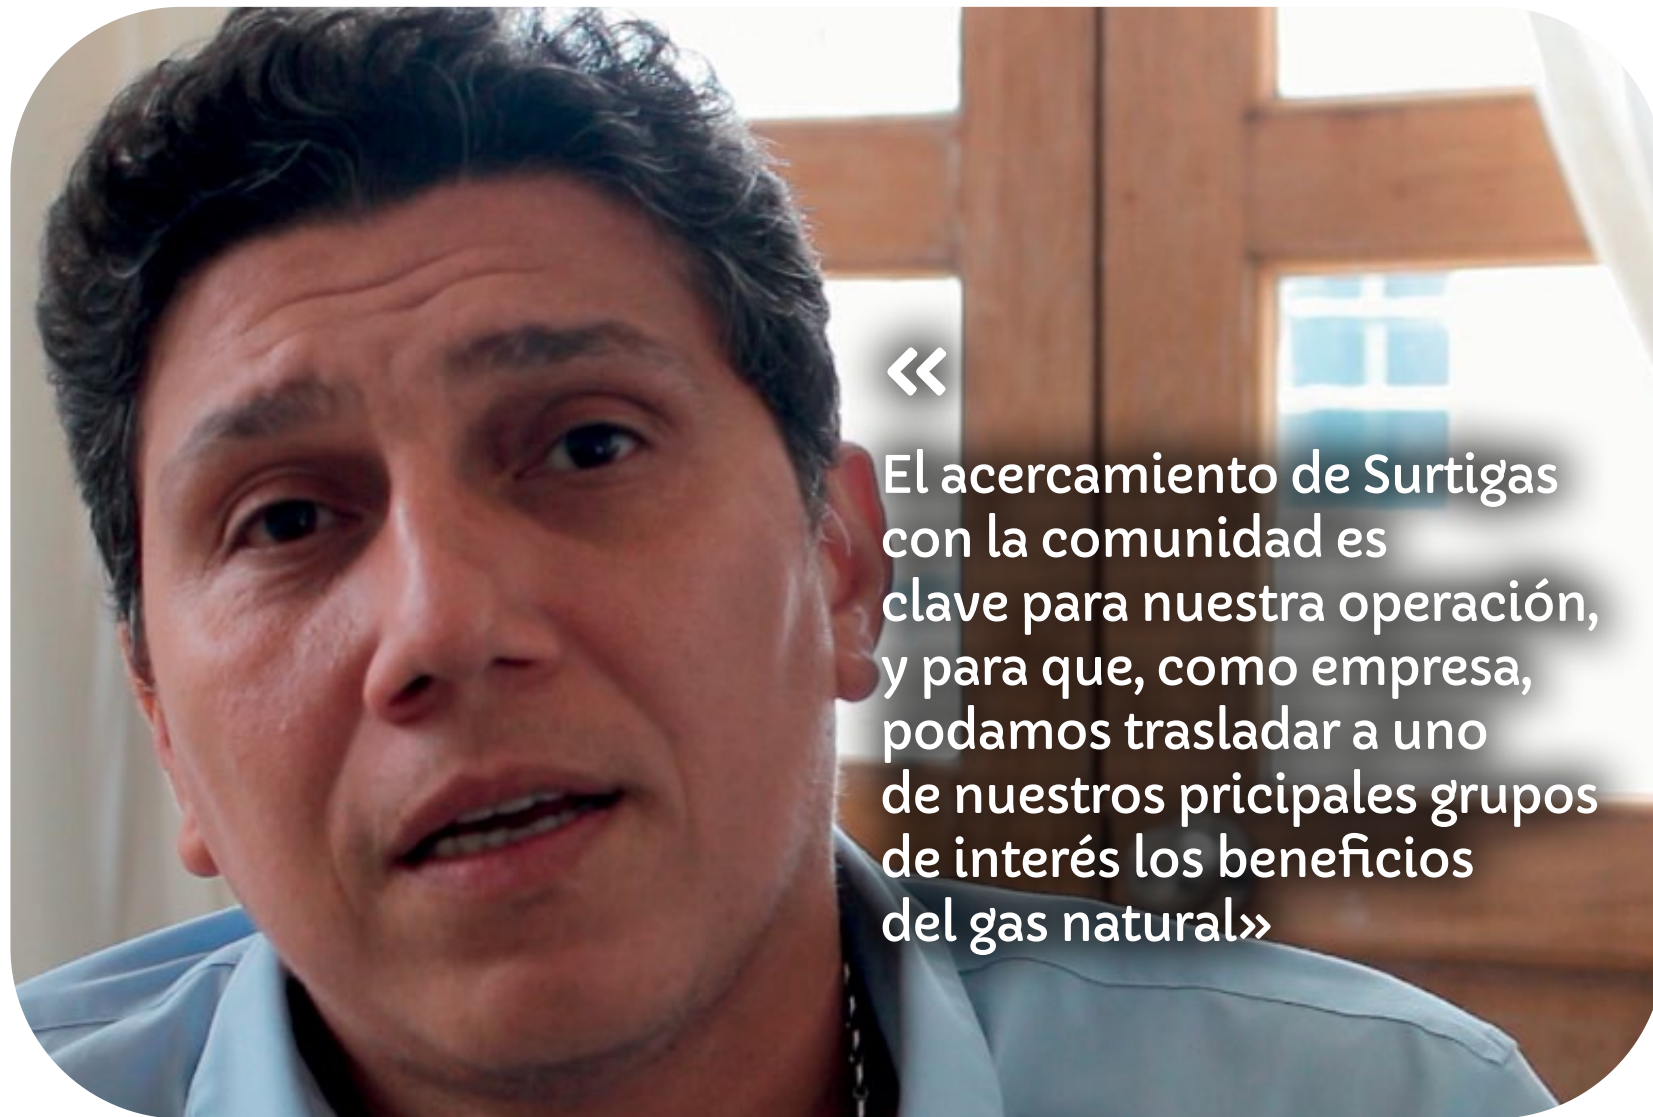 «
El acercamiento de Surtigas
con la comunidad es
clave para nuestra operación,
y para que, como empresa,
podamos trasladar a uno
de nuestros pricipales grupos
de interés los beneficios
del gas natural»